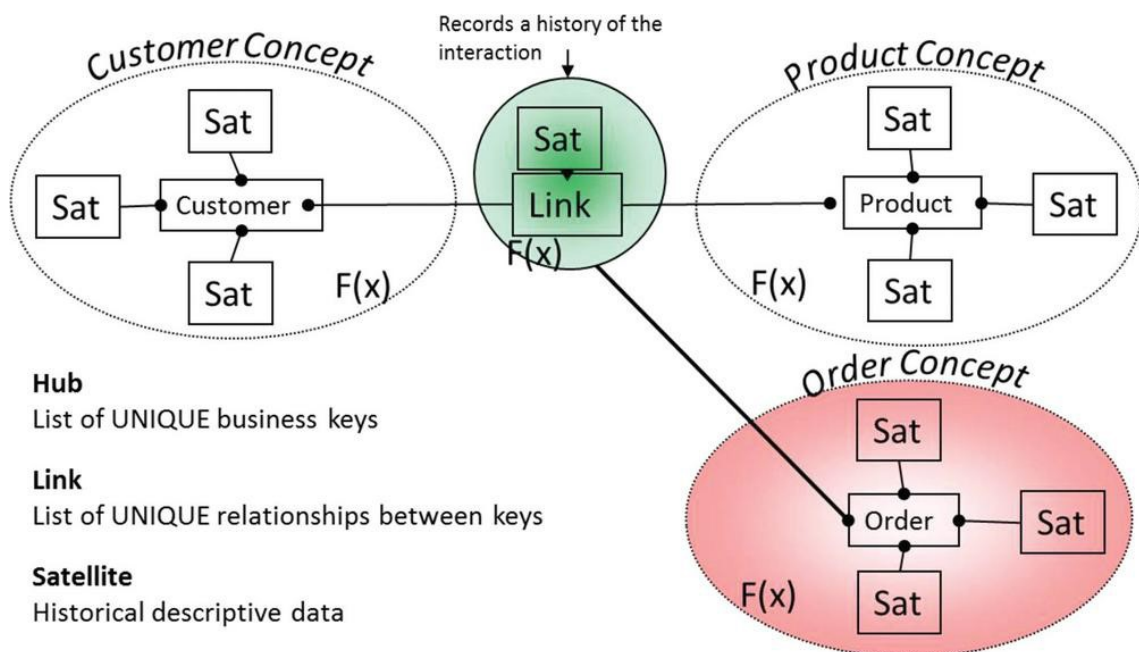 Records a history of the
interaction
Customer Concept
Product Concept
Sat
Sat
Sat
Sat
Customer
Link
Product
Sat
Sat
Sat
Sat
F(x)
F(x)
F(x)
Order Concept
Hub
List of UNIQUE business keys
Sat
Link
List of UNIQUE relationships between keys
Order
Sat
Satellite
Historical descriptive data
F(x)
Sat